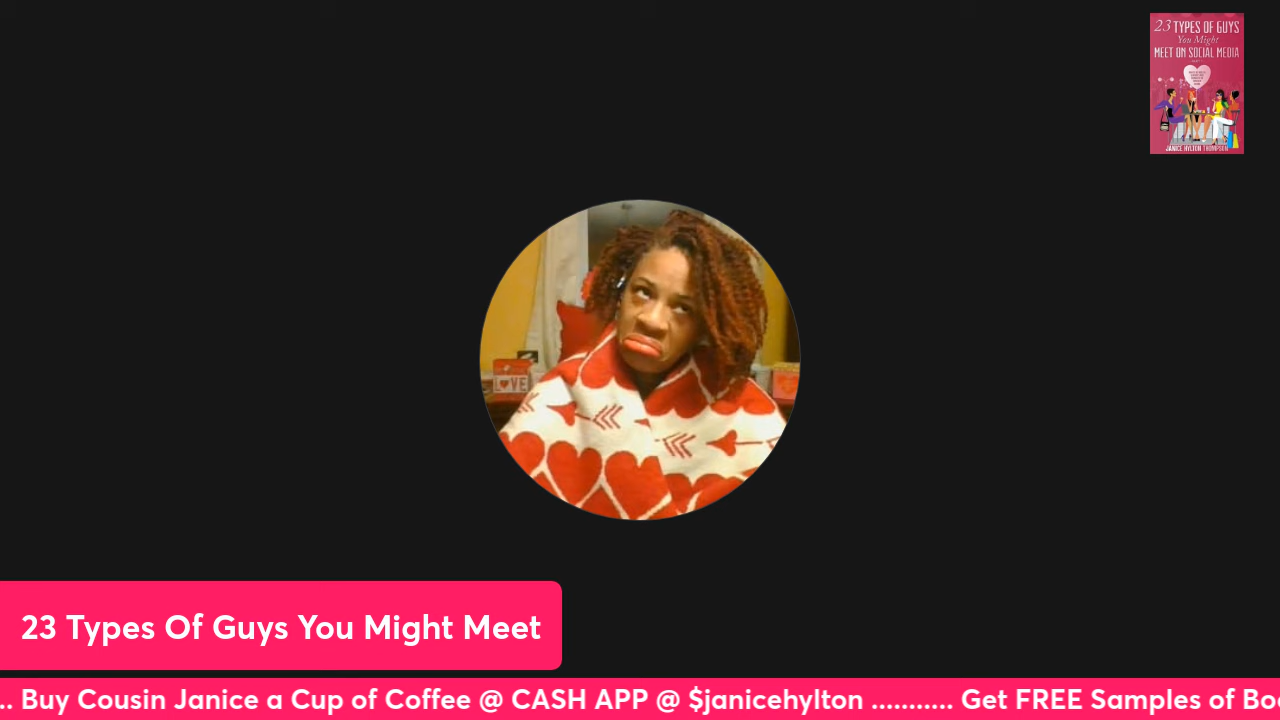 23 TYPES OF GUYS
You Might
MEET ON SOCIAL MEDIA
JANICE HYLTON THOMPSON
LOVE
23 Types Of Guys You Might Meet
.. Buy Cousin Janice a Cup of Coffee @ CASH APP @ $janicehylton ........... Get FREE Samples of Bo